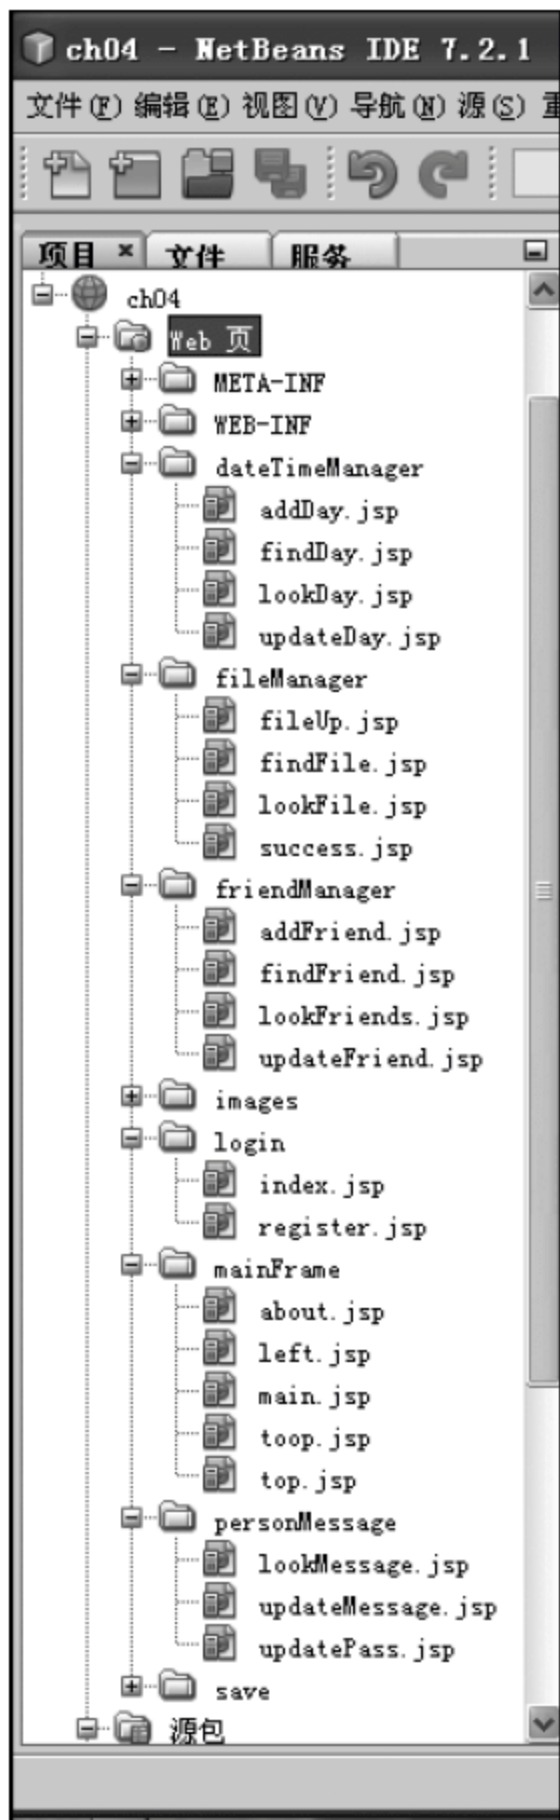 ch04 - NetBeans IDE 7.2.1
文件(F) 编辑(E) 视图(V) 导航(N) 源(S) 重
项目 × 文件 服务
ch04
Web 页
META-INF
WEB-INF
dateTimeManager
addDay.jsp
findDay.jsp
lookDay.jsp
updateDay.jsp
fileManager
fileUp.jsp
findFile.jsp
lookFile.jsp
success.jsp
friendManager
addFriend.jsp
findFriend.jsp
lookFriends.jsp
updateFriend.jsp
images
login
index.jsp
register.jsp
mainFrame
about.jsp
left.jsp
main.jsp
toop.jsp
top.jsp
personMessage
lookMessage.jsp
updateMessage.jsp
updatePass.jsp
save
源包